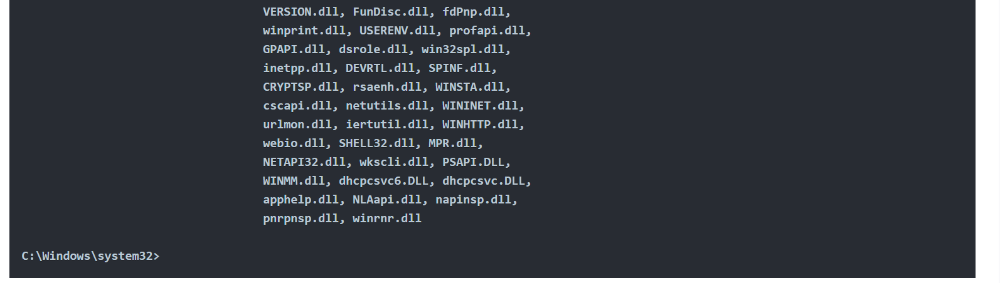 VERSION.dll, FunDisc.dll, fdPnp.dll,
winprint.dll, USERENV.dll, profapi.dll,
GPAPI.dll, dsrole.dll, win32spl.dll,
inetpp.dll, DEVRTL.dll, SPINF.dll,
CRYPTSP.dll, rsaenh.dll, WINSTA.dll,
cscapi.dll, netutils.dll, WININET.dll,
urlmon.dll, iertutil.dll, WINHTTP.dll,
webio.dll, SHELL32.dll, MPR.dll,
NETAPI32.dll, wkscli.dll, PSAPI.DLL,
WINMM.dll, dhcpcsvc6.DLL, dhcpcsvc.DLL,
apphelp.dll, NLAapi.dll, napinsp.dll,
pnrpnsp.dll, winrnr.dll
C:\Windows\system32>